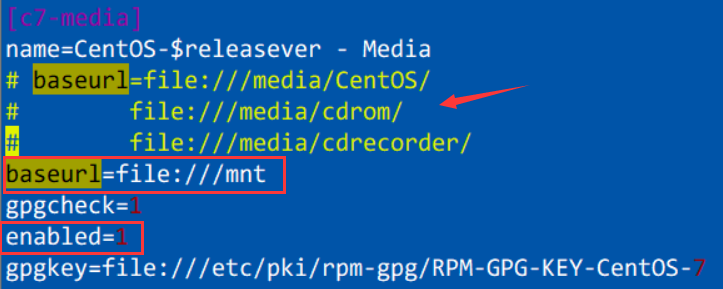 [c7-media]
name=CentOS-$releasever - Media
# baseurl=file:///media/CentOS/
#         file:///media/cdrom/
#         file:///media/cdrecorder/
baseurl=file:///mnt
gpgcheck=1
enabled=1
gpgkey=file:///etc/pki/rpm-gpg/RPM-GPG-KEY-CentOS-7